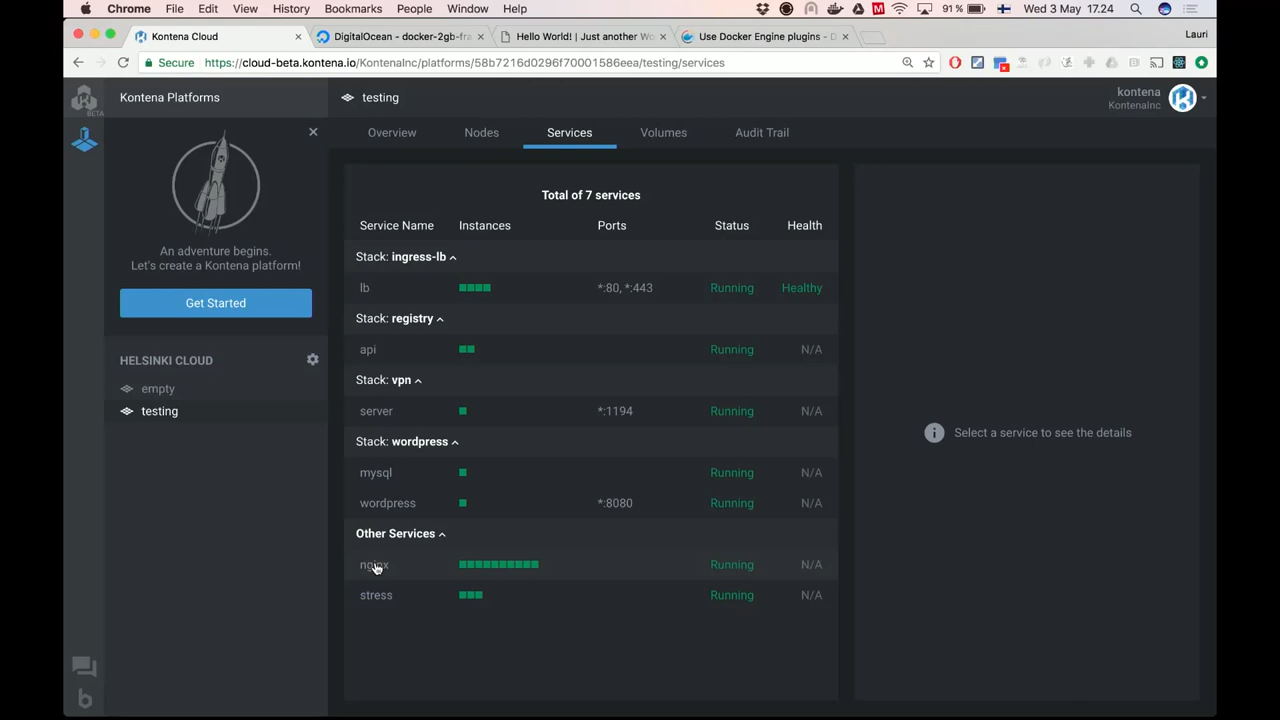 Chrome File Edit View History Bookmarks People Window Help 91 % Wed 3 May 17.24
Kontena Cloud DigitalOcean - docker-2gb-fra Hello World! | Just another Wo Use Docker Engine plugins - D Lauri
Secure https://cloud-beta.kontena.io/KontenaInc/platforms/58b7216d0296f70001586eea/testing/services
BETA
Kontena Platforms
testing
kontena
KontenaInc
Overview Nodes Services Volumes Audit Trail
An adventure begins.
Let's create a Kontena platform!
Get Started
HELSINKI CLOUD
empty
testing
Total of 7 services
Service Name Instances Ports Status Health
Stack: ingress-lb
lb *:80, *:443 Running Healthy
Stack: registry
api Running N/A
Stack: vpn
server *:1194 Running N/A
Stack: wordpress
mysql Running N/A
wordpress *:8080 Running N/A
Other Services
nginx Running N/A
stress Running N/A
Select a service to see the details